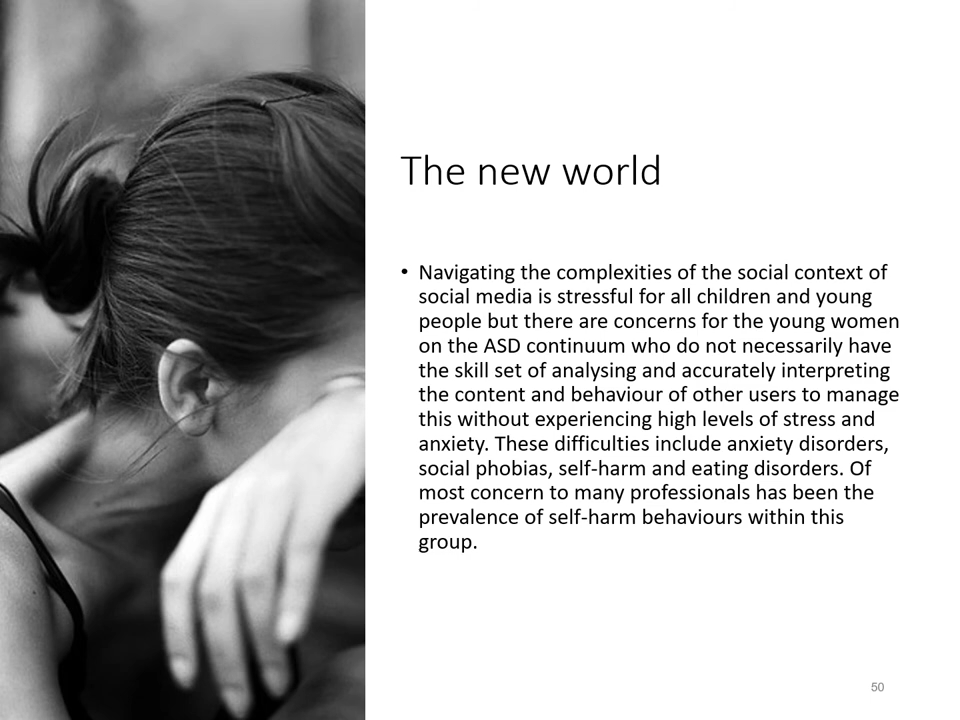 The new world
• Navigating the complexities of the social context of
social media is stressful for all children and young
people but there are concerns for the young women
on the ASD continuum who do not necessarily have
the skill set of analysing and accurately interpreting
the content and behaviour of other users to manage
this without experiencing high levels of stress and
anxiety. These difficulties include anxiety disorders,
social phobias, self-harm and eating disorders. Of
most concern to many professionals has been the
prevalence of self-harm behaviours within this
group.
50